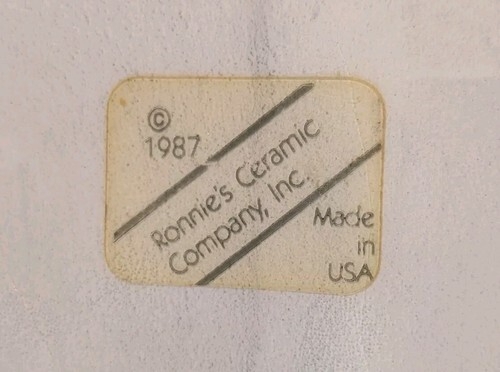 ©
1987
Ronnie's Ceramic
Company, Inc.
Made
in
USA